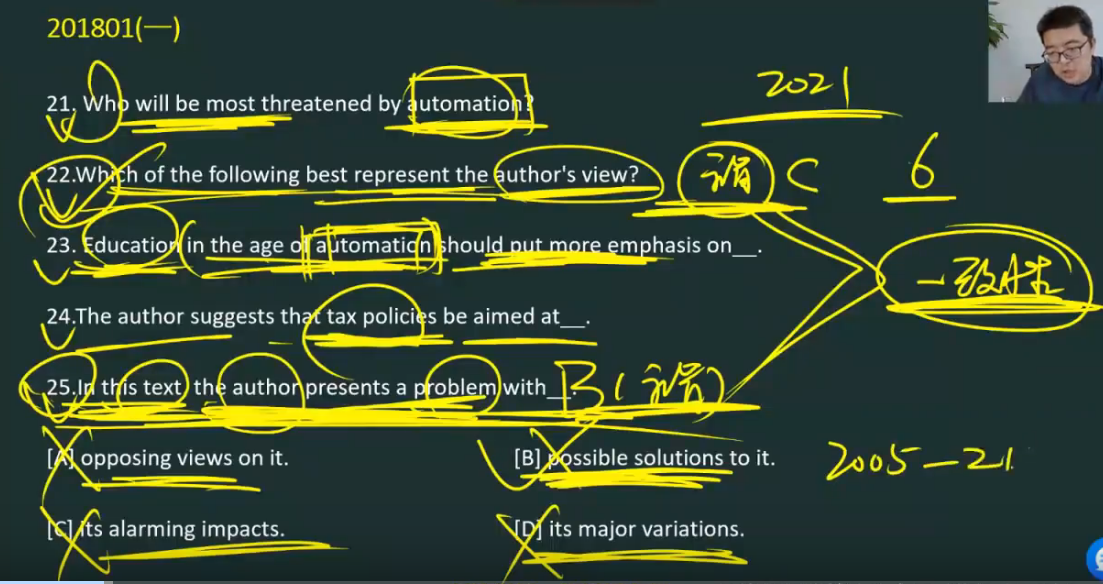 201801(一)
21. Who will be most threatened by automation?
2021
22.Which of the following best represent the author's view?
C
6
23. Education in the age of automation should put more emphasis on__.
一致性
24.The author suggests that tax policies be aimed at__.
25.In this text, the author presents a problem with__.
B(
)
[A] opposing views on it.
[B] possible solutions to it.
2005-21
[C] its alarming impacts.
[D] its major variations.